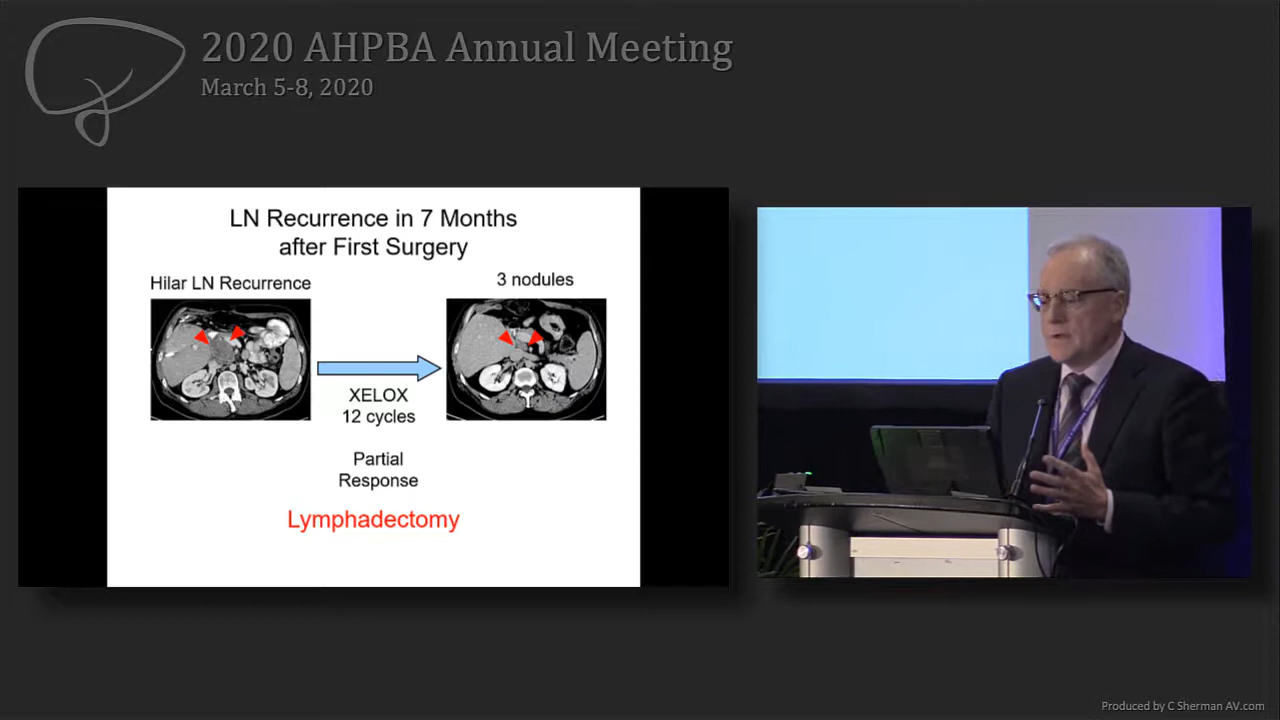 2020 AHPBA Annual Meeting
March 5-8, 2020
LN Recurrence in 7 Months
after First Surgery
Hilar LN Recurrence
3 nodules
XELOX
12 cycles
Partial
Response
Lymphadectomy
Produced by C Sherman AV.com